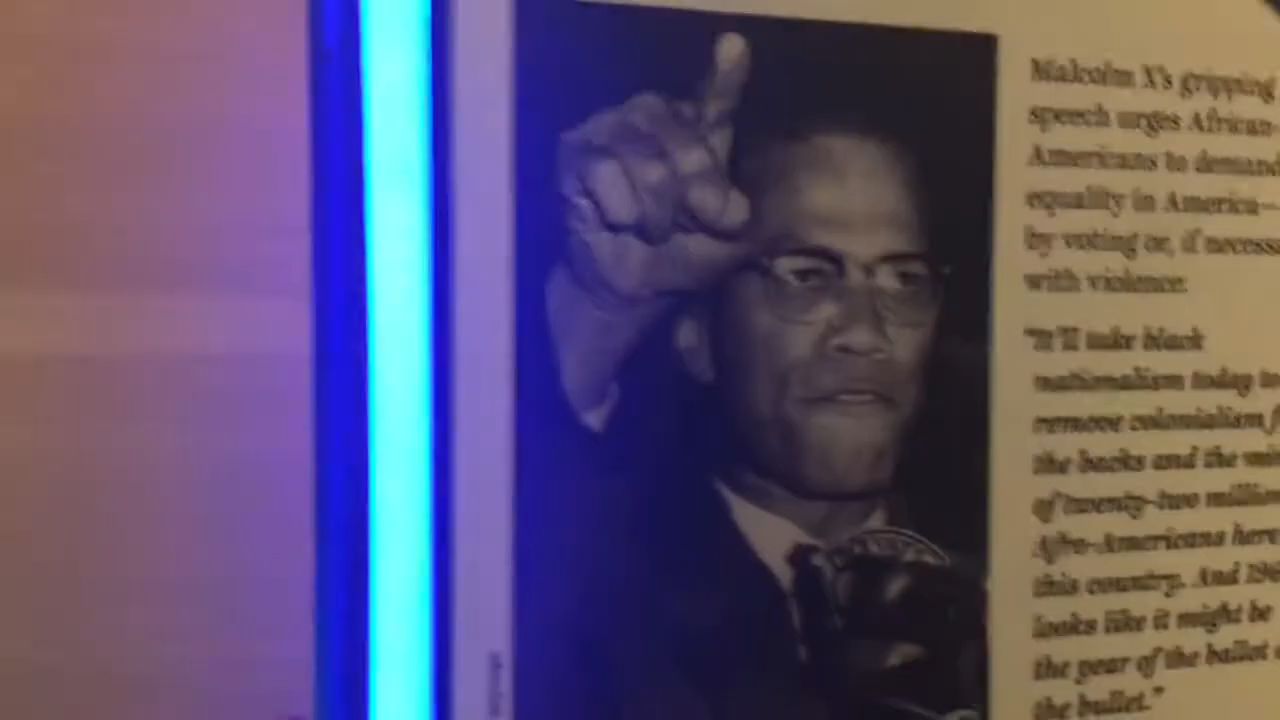 Malcolm X's gripping
speech urges African-
Americans to demand
equality in America—
by voting or, if necess
with violence:
"It'll take black
nationalism today to
remove colonialism f
the backs and the mi
of twenty-two million
Afro-Americans here
this country. And 196
looks like it might be
the year of the ballot o
the bullet."